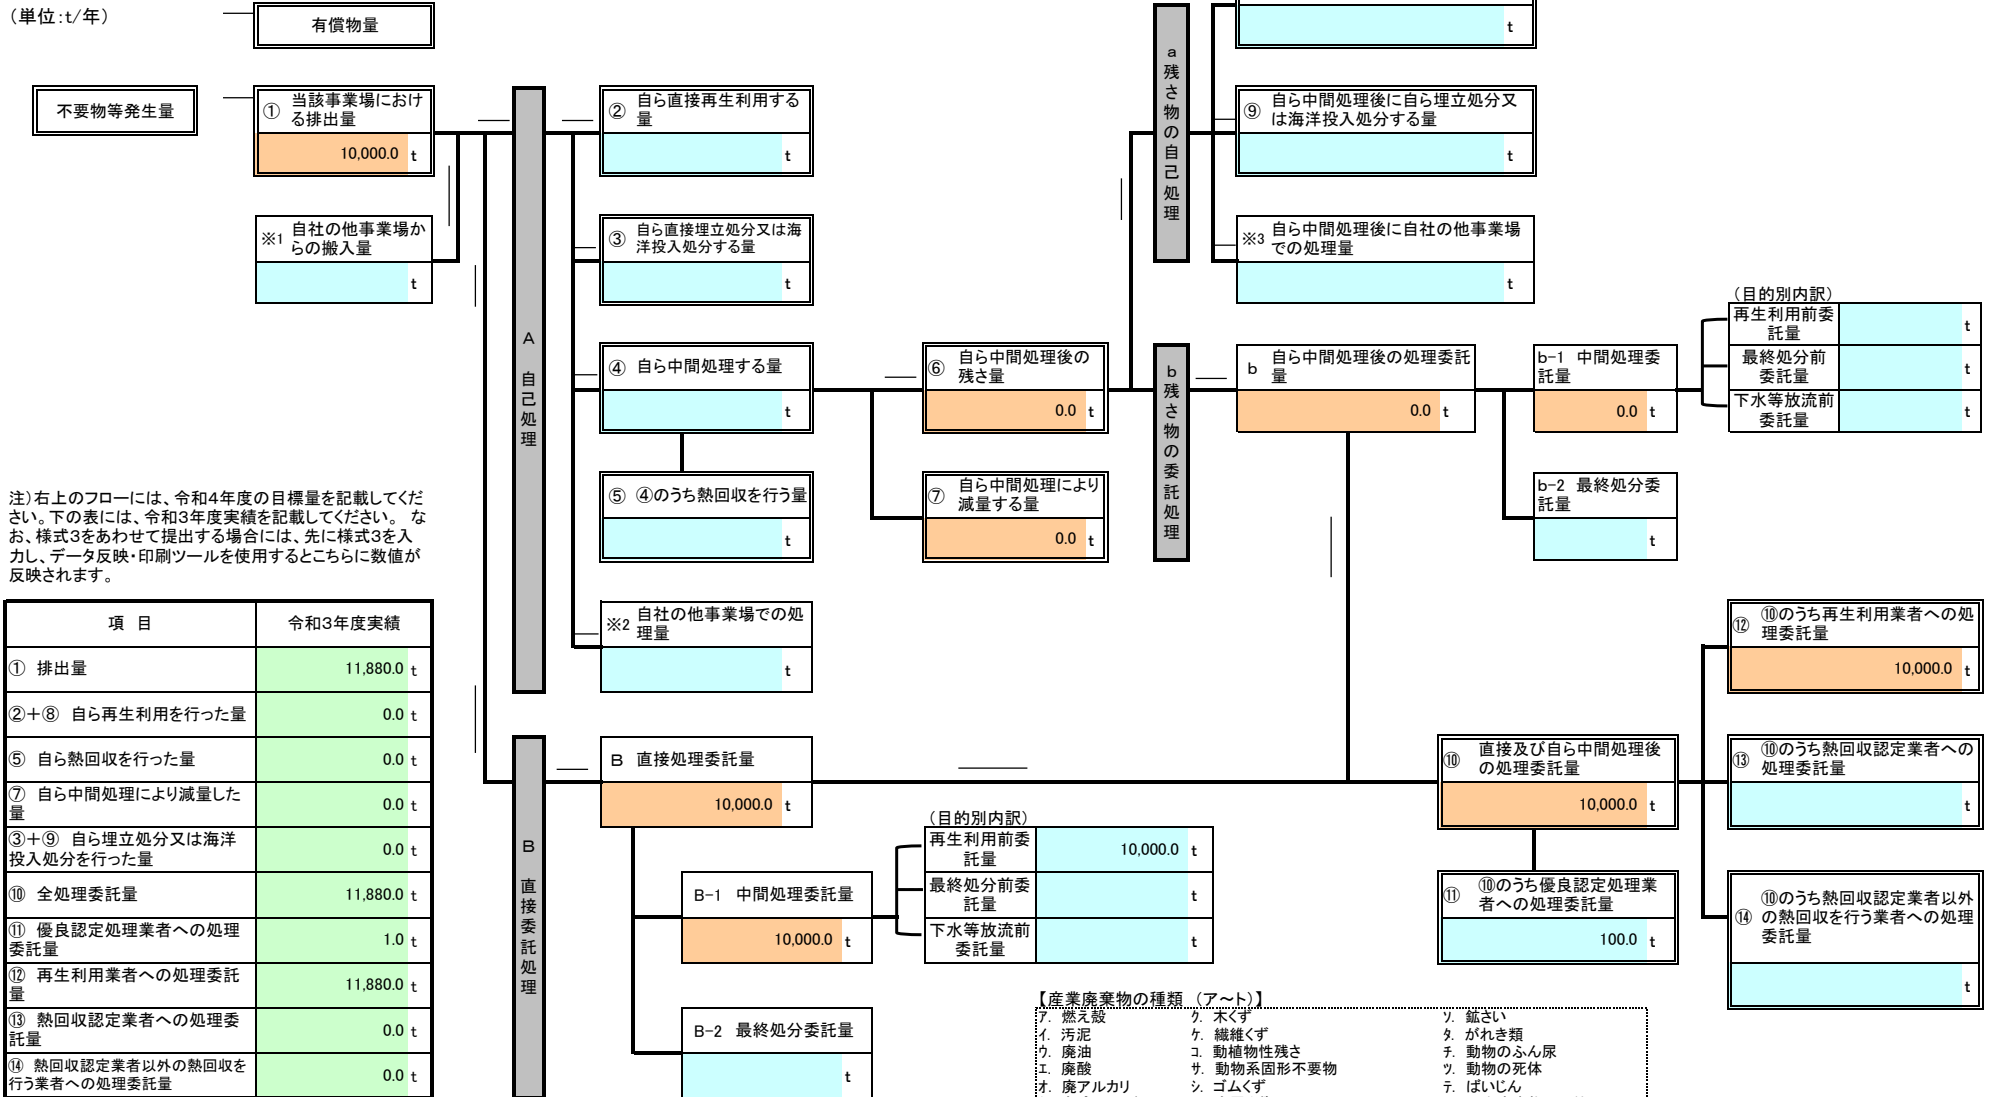 （単位:t/年）
有償物量
t
不要物等発生量
① 当該事業場におけ
る排出量
10,000.0 t
※1 自社の他事業場か
らの搬入量
t
A 自己処理
② 自ら直接再生利用する
量
t
③ 自ら直接埋立処分又は海
洋投入処分する量
t
④ 自ら中間処理する量
t
⑤ ④のうち熱回収を行う量
t
※2 自社の他事業場での処
理量
t
⑥ 自ら中間処理後の
残さ量
0.0 t
⑦ 自ら中間処理により
減量する量
0.0 t
a 残さ物の自己処理
⑨ 自ら中間処理後に自ら埋立処分又
は海洋投入処分する量
t
※3 自ら中間処理後に自社の他事業場
での処理量
t
b 残さ物の委託処理
b 自ら中間処理後の処理委託
量
0.0 t
b-1 中間処理委
託量
0.0 t
b-2 最終処分委
託量
t
（目的別内訳）
再生利用前委
託量
t
最終処分前
委託量
t
下水等放流前
委託量
t
注）右上のフローには、令和4年度の目標量を記載してくだ
さい。下の表には、令和3年度実績を記載してください。 な
お、様式3をあわせて提出する場合には、先に様式3を入
力し、データ反映・印刷ツールを使用するとこちらに数値が
反映されます。
項 目 令和3年度実績
① 排出量 11,880.0 t
②＋⑧ 自ら再生利用を行った量 0.0 t
⑤ 自ら熱回収を行った量 0.0 t
⑦ 自ら中間処理により減量した
量 0.0 t
③＋⑨ 自ら埋立処分又は海洋
投入処分を行った量 0.0 t
⑩ 全処理委託量 11,880.0 t
⑪ 優良認定処理業者への処理
委託量 1.0 t
⑫ 再生利用業者への処理委託
量 11,880.0 t
⑬ 熱回収認定業者への処理委
託量 0.0 t
⑭ 熱回収認定業者以外の熱回収を
行う業者への処理委託量 0.0 t
B 直接委託処理
B 直接処理委託量
10,000.0 t
B-1 中間処理委託量
10,000.0 t
B-2 最終処分委託量
t
（目的別内訳）
再生利用前委
託量
10,000.0 t
最終処分前委
託量
t
下水等放流前
委託量
t
⑩ 直接及び自ら中間処理後
の処理委託量
10,000.0 t
⑪ ⑩のうち優良認定処理業
者への処理委託量
100.0 t
⑫ ⑩のうち再生利用業者への処
理委託量
10,000.0 t
⑬ ⑩のうち熱回収認定業者への
処理委託量
t
⑭ ⑩のうち熱回収認定業者以外
の熱回収を行う業者への処理
委託量
t
【産業廃棄物の種類 （ア～ト）】
ア. 燃え殻 ク. 木くず ソ. 鉱さい
イ. 汚泥 ケ. 繊維くず タ. がれき類
ウ. 廃油 コ. 動植物性残さ チ. 動物のふん尿
エ. 廃酸 サ. 動物系固形不要物 ツ. 動物の死体
オ. 廃アルカリ シ. ゴムくず テ. ばいじん